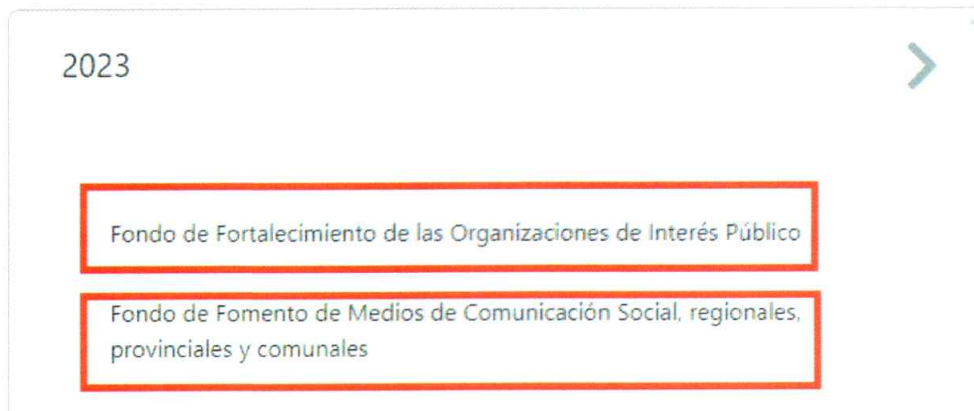 2023
Fondo de Fortalecimiento de las Organizaciones de Interés Público
Fondo de Fomento de Medios de Comunicación Social, regionales,
provinciales y comunales